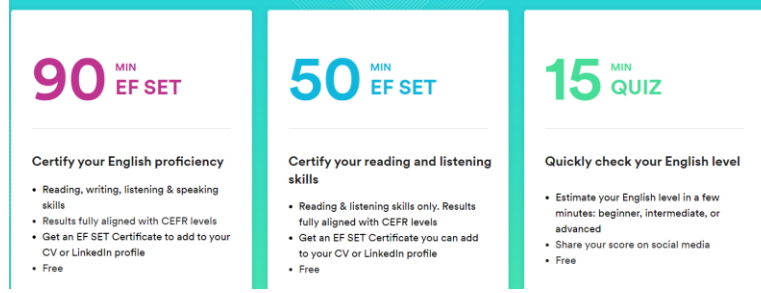 90 MIN
EF SET
Certify your English proficiency
• Reading, writing, listening & speaking
skills
• Results fully aligned with CEFR levels
• Get an EF SET Certificate to add to your
CV or LinkedIn profile
• Free
50 MIN
EF SET
Certify your reading and listening
skills
• Reading & listening skills only. Results
fully aligned with CEFR levels
• Get an EF SET Certificate you can add
to your CV or LinkedIn profile
• Free
15 MIN
QUIZ
Quickly check your English level
• Estimate your English level in a few
minutes: beginner, intermediate, or
advanced
• Share your score on social media
• Free